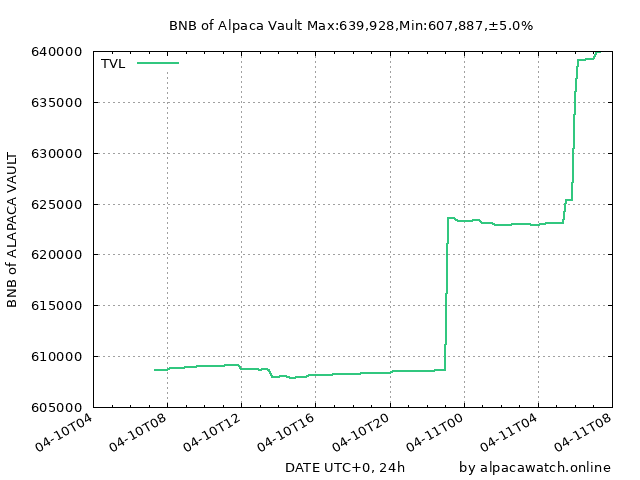 BNB of Alpaca Vault Max:639,928,Min:607,887,±5.0%
640000
TVL
635000
630000
625000
620000
615000
610000
605000
BNB of ALAPACA VAULT
04-10T04
04-10T08
04-10T12
04-10T16
04-10T20
04-11T00
04-11T04
04-11T08
DATE UTC+0, 24h
by alpacawatch.online